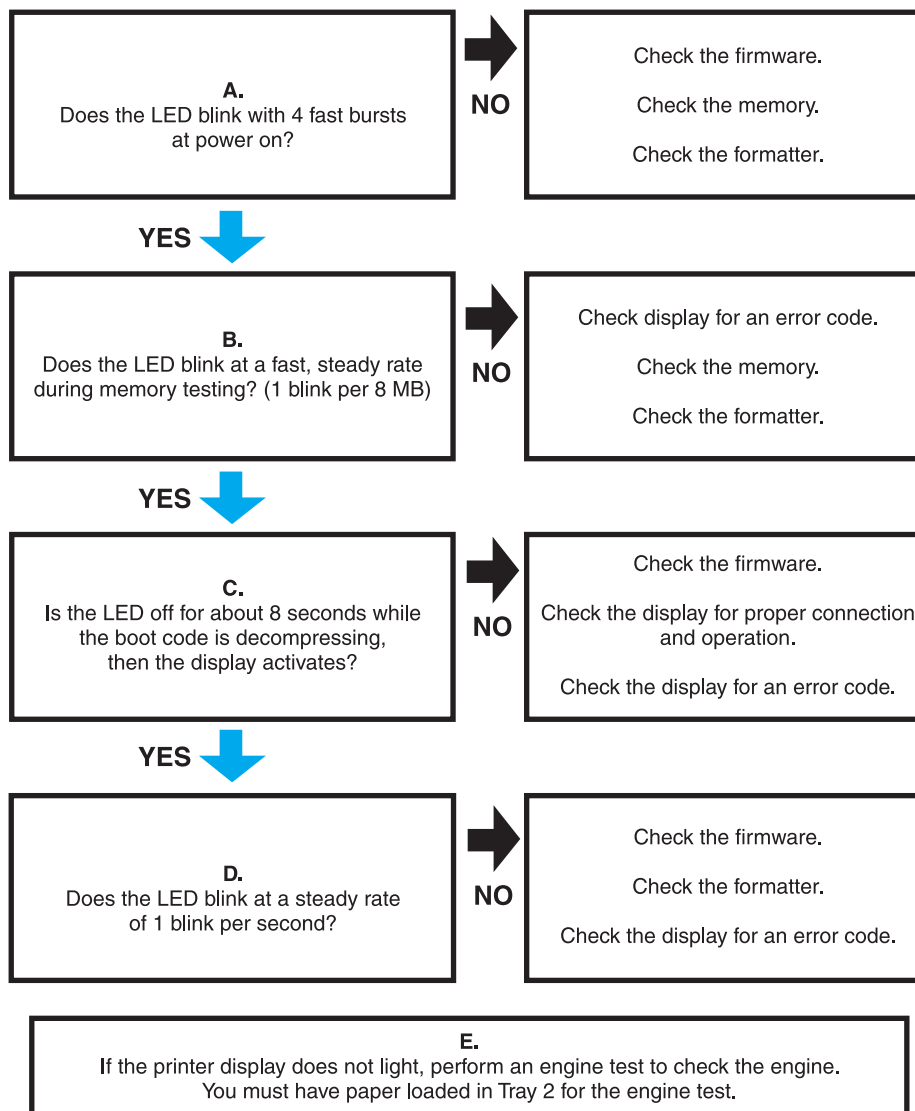 A.
Does the LED blink with 4 fast bursts
at power on?
NO
Check the firmware.
Check the memory.
Check the formatter.
YES
B.
Does the LED blink at a fast, steady rate
during memory testing? (1 blink per 8 MB)
NO
Check display for an error code.
Check the memory.
Check the formatter.
YES
C.
Is the LED off for about 8 seconds while
the boot code is decompressing,
then the display activates?
NO
Check the firmware.
Check the display for proper connection
and operation.
Check the display for an error code.
YES
D.
Does the LED blink at a steady rate
of 1 blink per second?
NO
Check the firmware.
Check the formatter.
Check the display for an error code.
E.
If the printer display does not light, perform an engine test to check the engine.
You must have paper loaded in Tray 2 for the engine test.